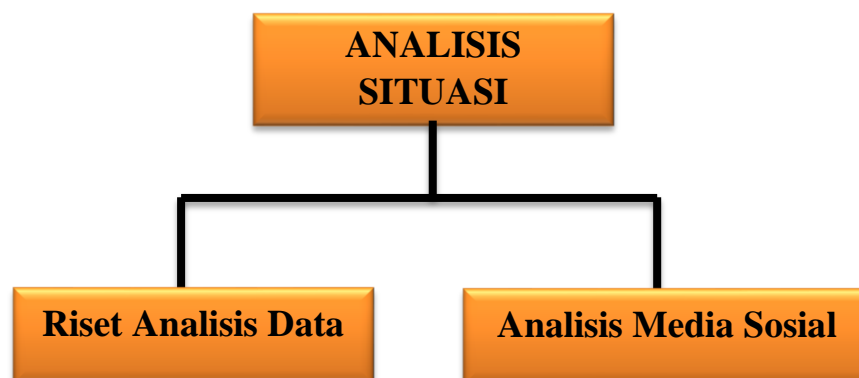 ANALISIS
SITUASI
Riset Analisis Data
Analisis Media Sosial